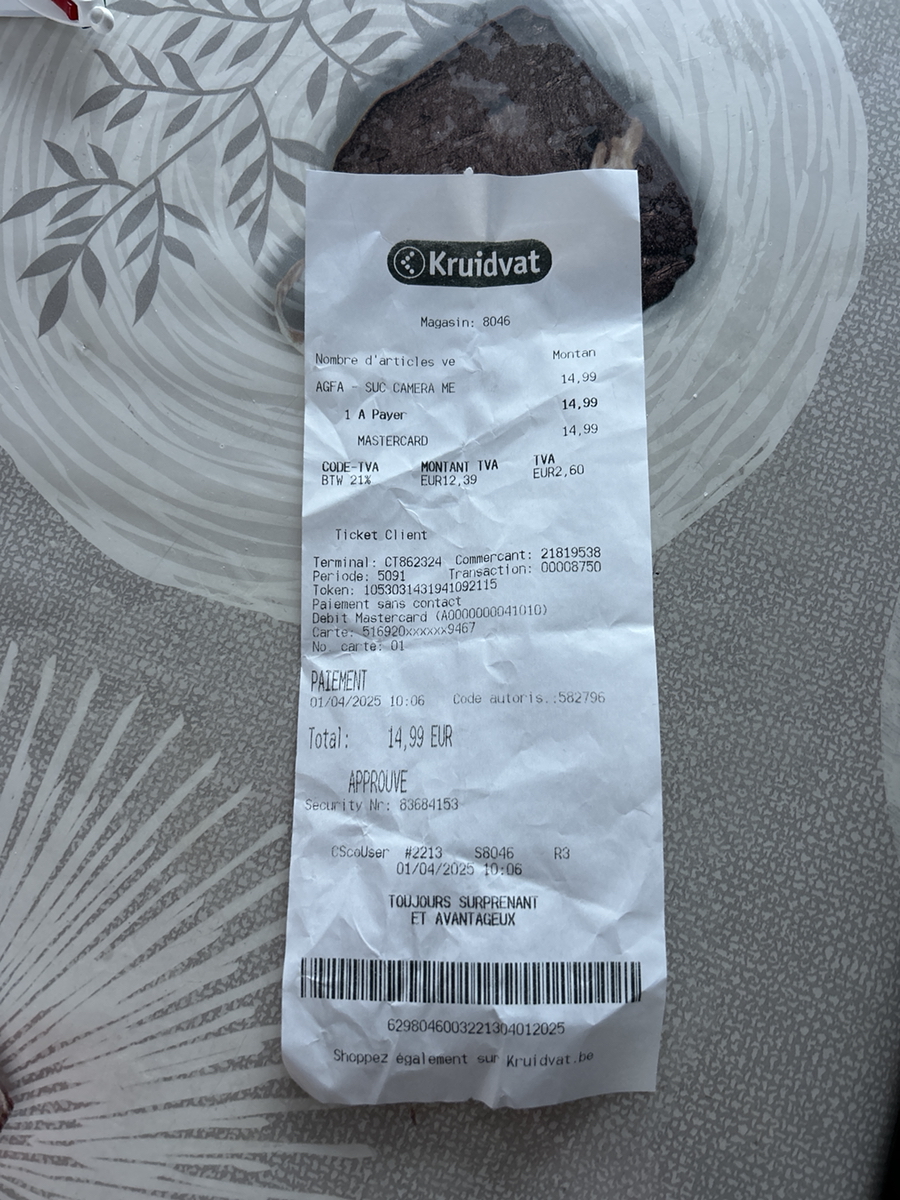 Kruidvat
Magasin: 8046
Nombre d'articles ve Montan
AGFA - SUC CAMERA ME 14,99
1 A Payer 14,99
MASTERCARD 14,99
CODE-TVA MONTANT TVA TVA
BTW 21% EUR12,39 EUR2,60
Ticket Client
Terminal: CT862324 Commercant: 21819538
Periode: 5091 Transaction: 00008750
Token: 1053031431941092115
Paiement sans contact
Debit Mastercard (A0000000041010)
Carte: 516920xxxxxx9467
No. carte: 01
PAIEMENT
01/04/2025 10:06 Code autoris.:582796
Total: 14,99 EUR
APPROUVE
Security Nr: 83684153
CScoUser #2213 S8046 R3
01/04/2025 10:06
TOUJOURS SURPRENANT
ET AVANTAGEUX
6298046003221304012025
Shoppez également sur Kruidvat.be